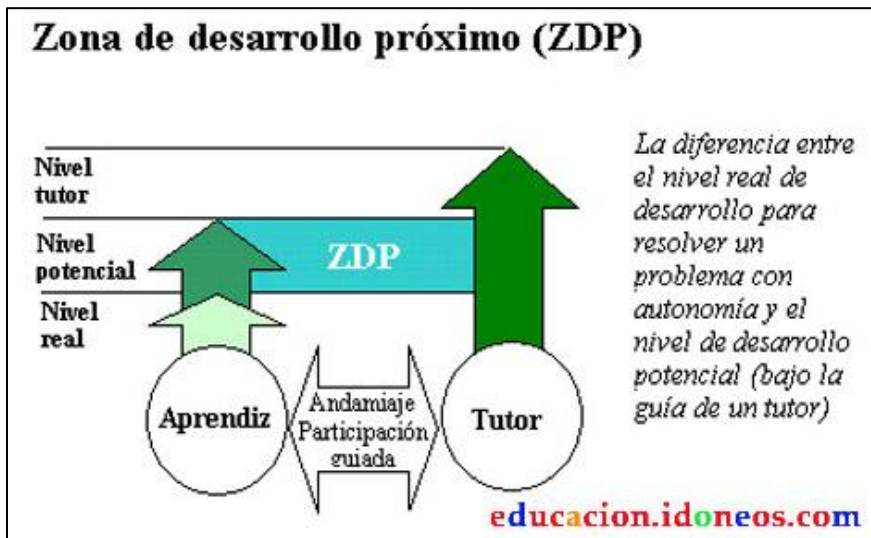 Zona de desarrollo próximo (ZDP)
Nivel
tutor
Nivel
potencial
Nivel
real
ZDP
Aprendiz
Andamiaje
Participación
guiada
Tutor
La diferencia entre
el nivel real de
desarrollo para
resolver un
problema con
autonomía y el
nivel de desarrollo
potencial (bajo la
guía de un tutor)
educacion.idoneos.com